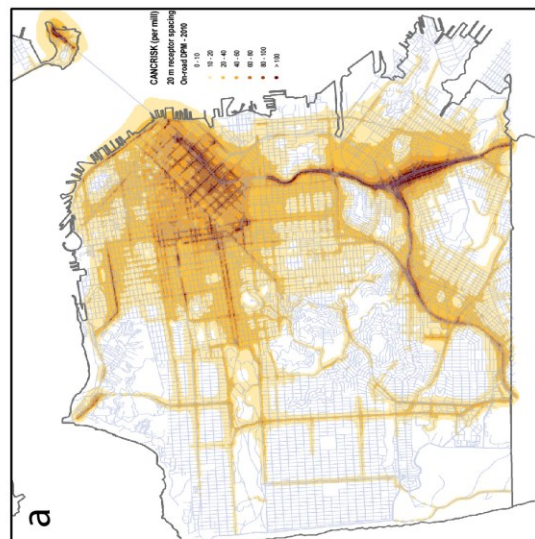 a
CANCRISK (per mill)
20 m receptor spacing
On-road DPM - 2010
0 - 10
10 - 20
20 - 40
40 - 60
60 - 80
80 - 100
> 100